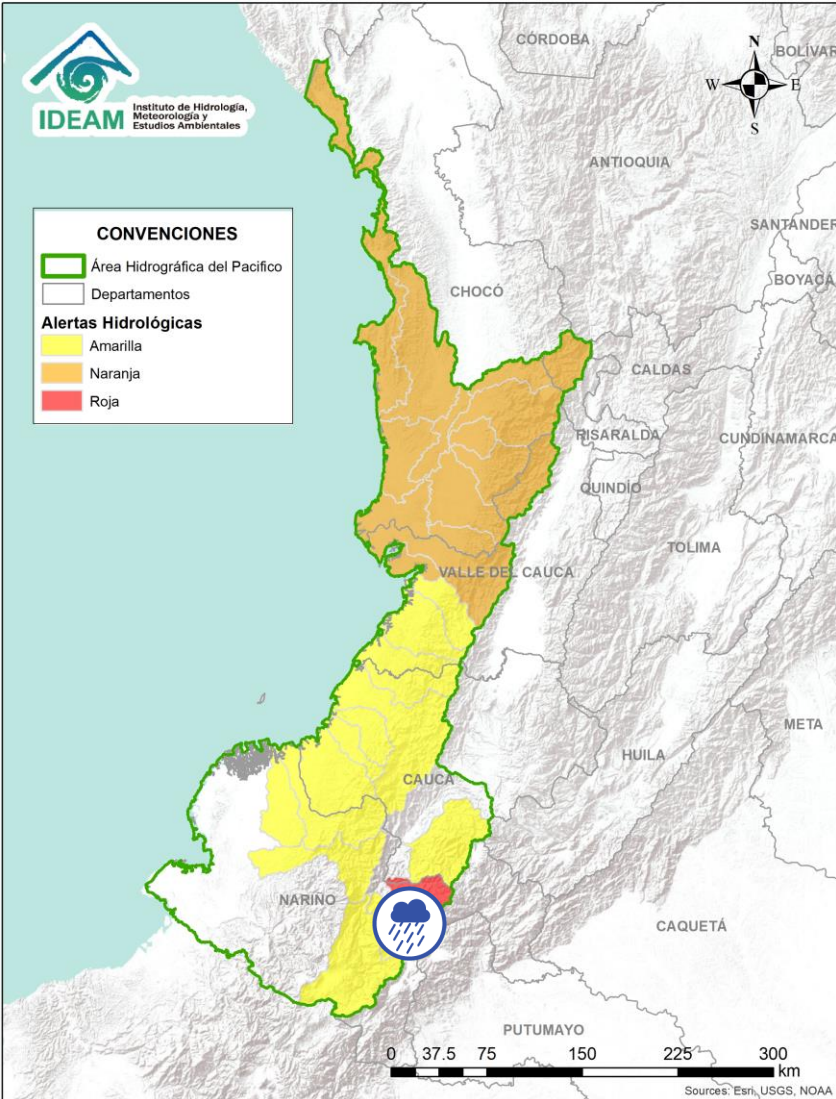 IDEAM
Instituto de Hidrología,
Meteorología y
Estudios Ambientales
N
W
E
S
CONVENCIONES
Área Hidrográfica del Pacifico
Departamentos
Alertas Hidrológicas
Amarilla
Naranja
Roja
CÓRDOBA
BOLÍVAR
ANTIOQUIA
SANTANDER
BOYACÁ
CHOCÓ
CALDAS
RISARALDA
CUNDINAMARCA
QUINDÍO
TOLIMA
VALLE DEL CAUCA
META
HUILA
CAUCA
NARIÑO
CAQUETÁ
PUTUMAYO
0 37.5 75 150 225 300
km
Sources: Esri, USGS, NOAA